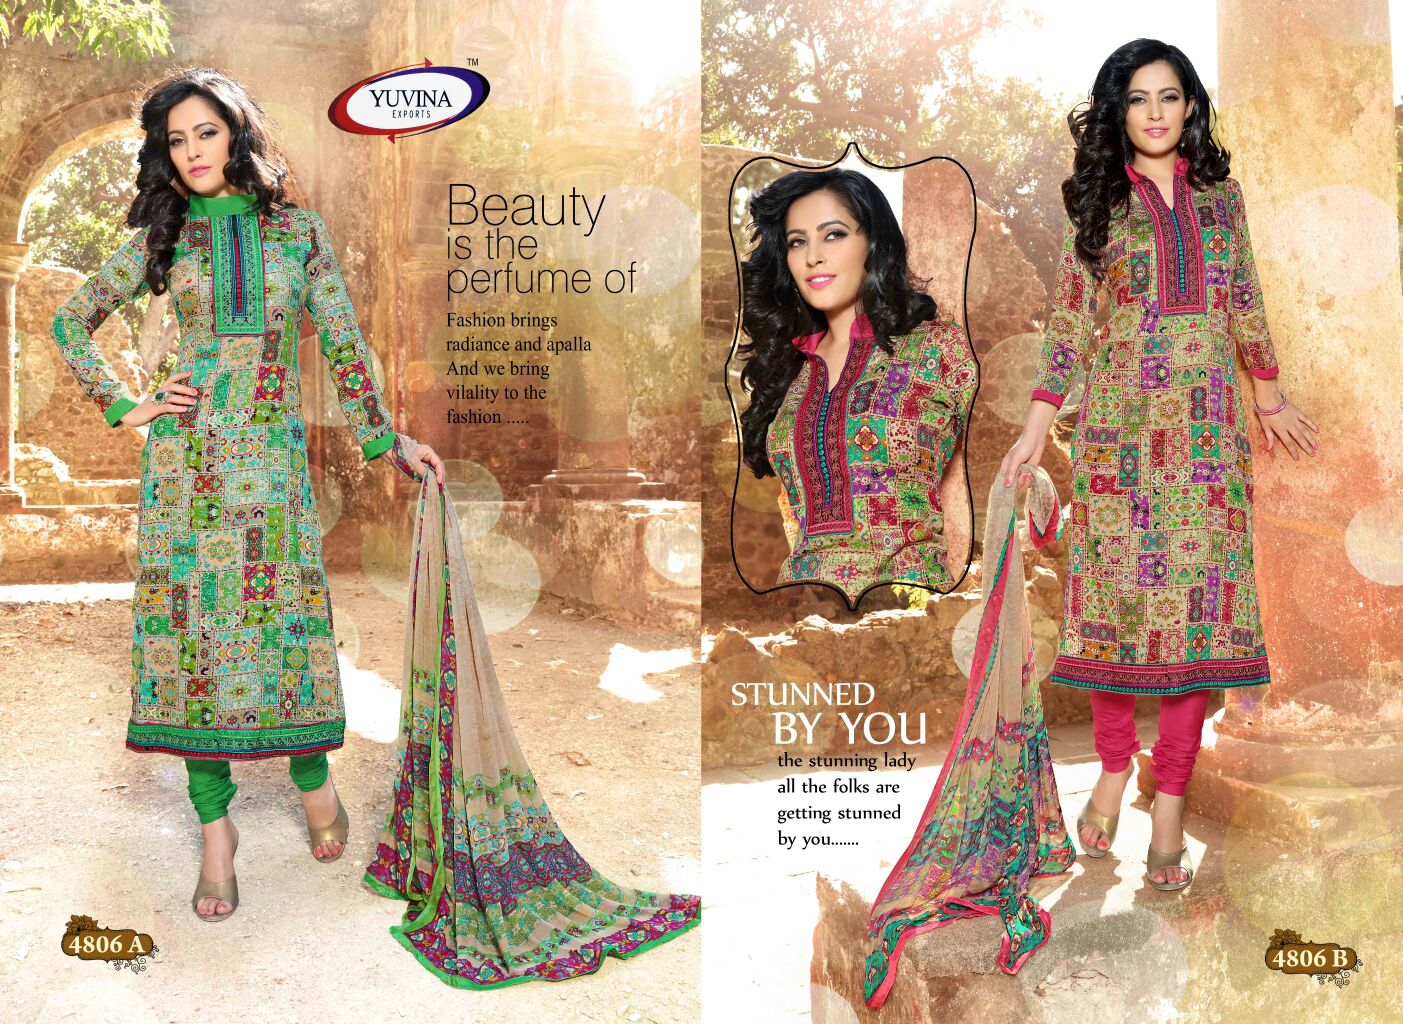 YUVINA
EXPORTS
TM
Beauty
is the
perfume of
Fashion brings
radiance and apalla
And we bring
vilality to the
fashion .....
4806 A
STUNNED
BY YOU
the stunning lady
all the folks are
getting stunned
by you.......
4806 B